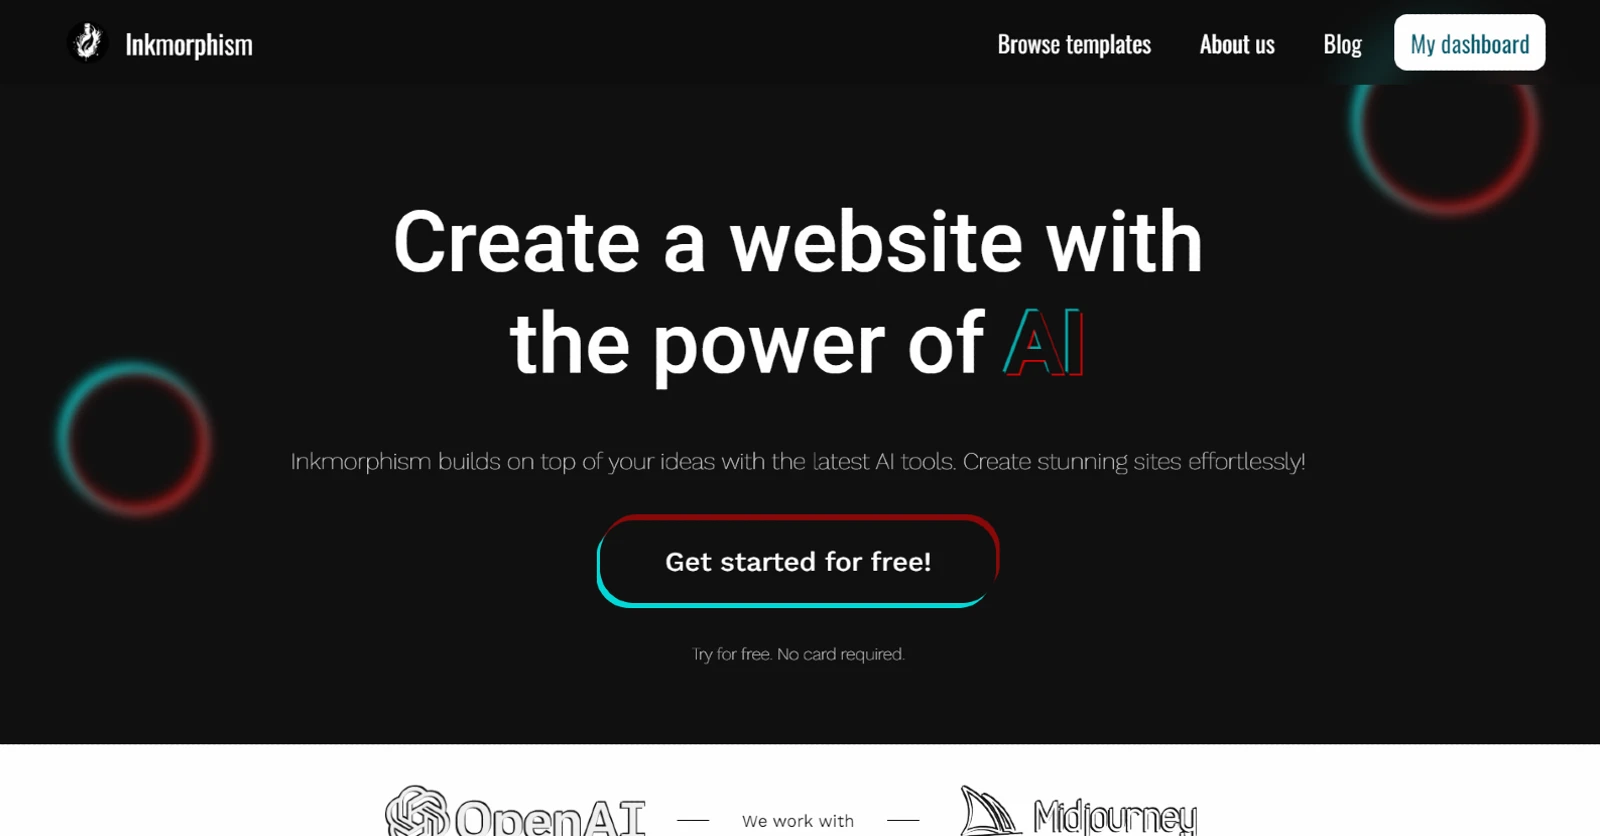 Inkmorphism
Browse templates
About us
Blog
My dashboard
Create a website with
the power of AI
Inkmorphism builds on top of your ideas with the latest AI tools. Create stunning sites effortlessly!
Get started for free!
Try for free. No card required.
OpenAI
We work with
Midjourney